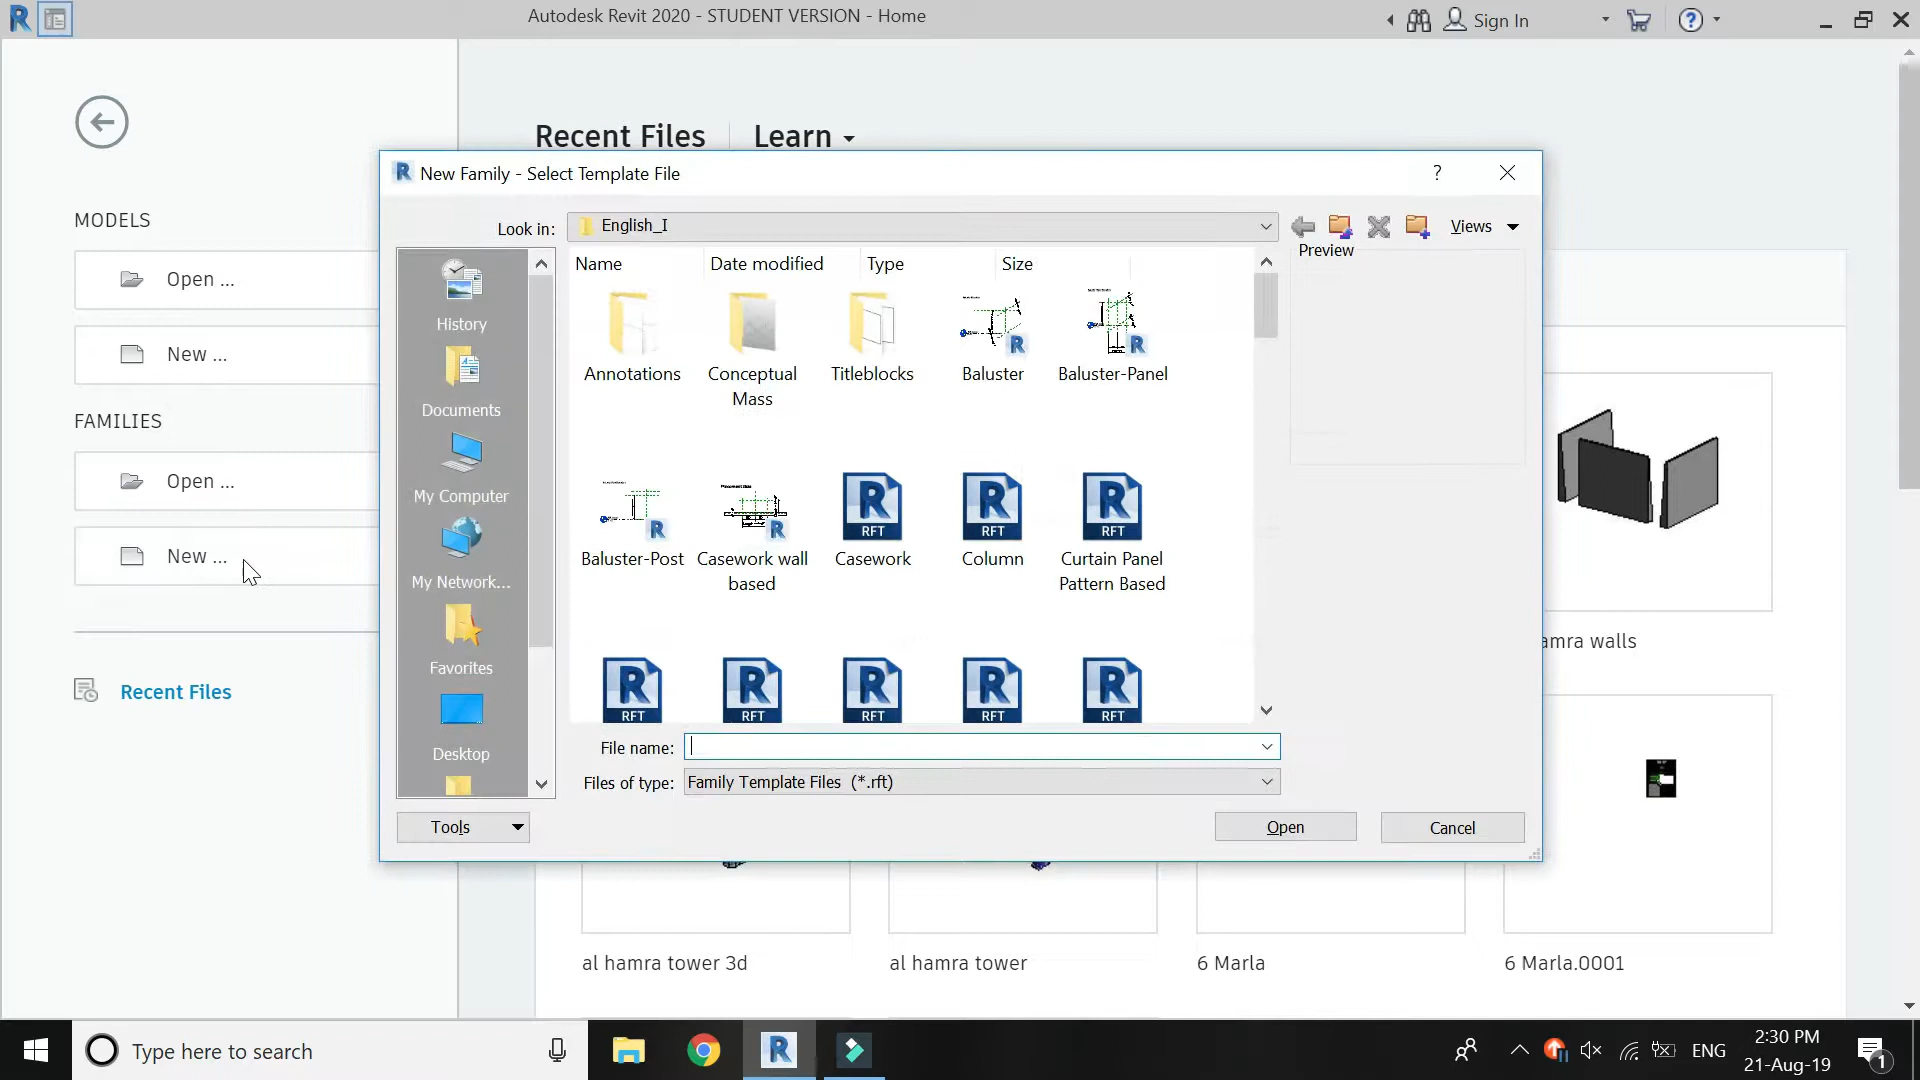 Autodesk Revit 2020 - STUDENT VERSION - Home
Sign In
Recent Files
Learn
MODELS
Open ...
New ...
FAMILIES
Open ...
New ...
Recent Files
New Family - Select Template File
?
Look in:
English_I
Views
Preview
History
Documents
My Computer
My Network...
Favorites
Desktop
Name
Date modified
Type
Size
Annotations
Conceptual Mass
Titleblocks
Baluster
Baluster-Panel
Baluster-Post
Casework wall based
Casework
Column
Curtain Panel Pattern Based
RFT
RFT
RFT
RFT
RFT
RFT
RFT
RFT
File name:
Files of type:
Family Template Files (*.rft)
Tools
Open
Cancel
amra walls
al hamra tower 3d
al hamra tower
6 Marla
6 Marla.0001
Type here to search
ENG
2:30 PM
21-Aug-19
1